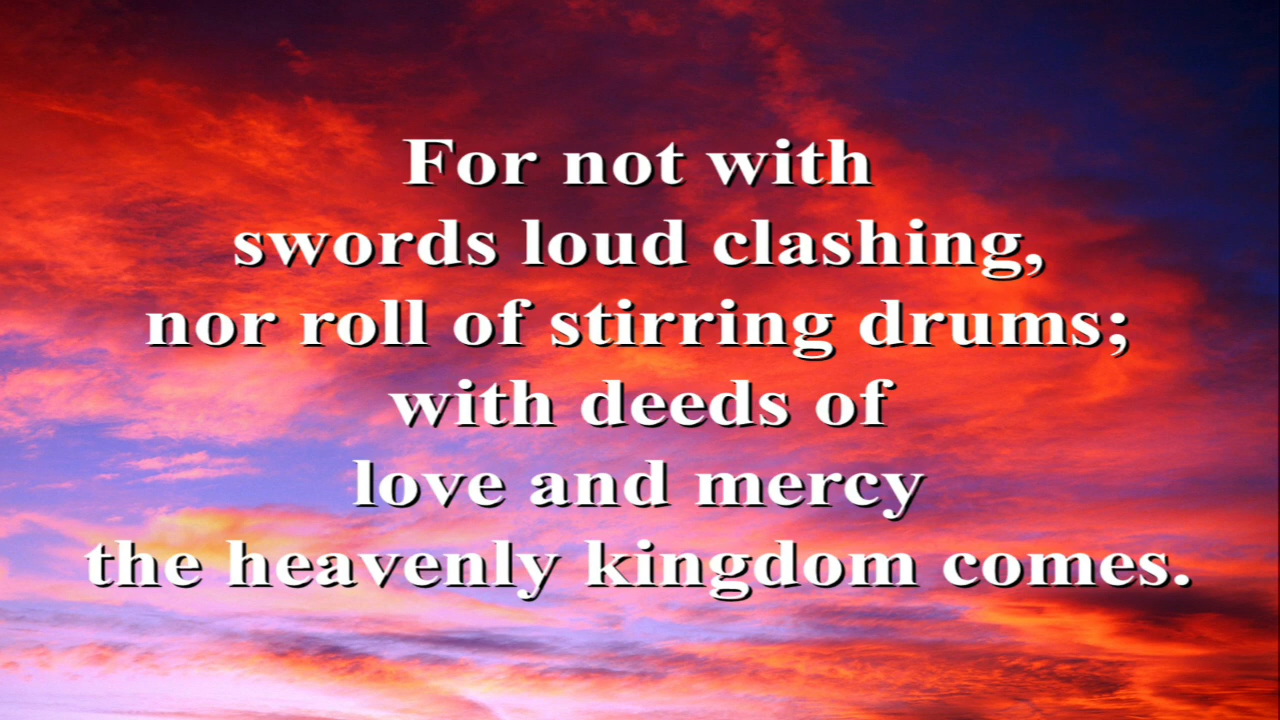 For not with
swords loud clashing,
nor roll of stirring drums;
with deeds of
love and mercy
the heavenly kingdom comes.